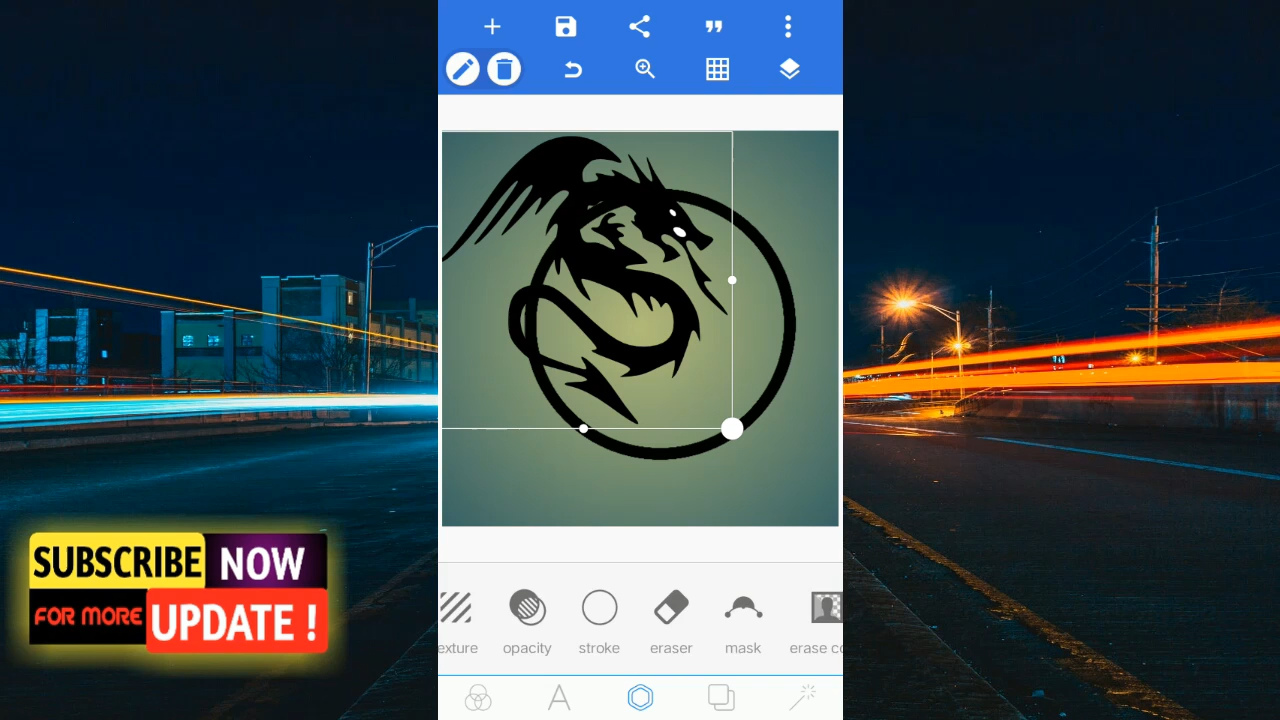 SUBSCRIBE NOW
FOR MORE UPDATE !
exture opacity stroke eraser mask erase co